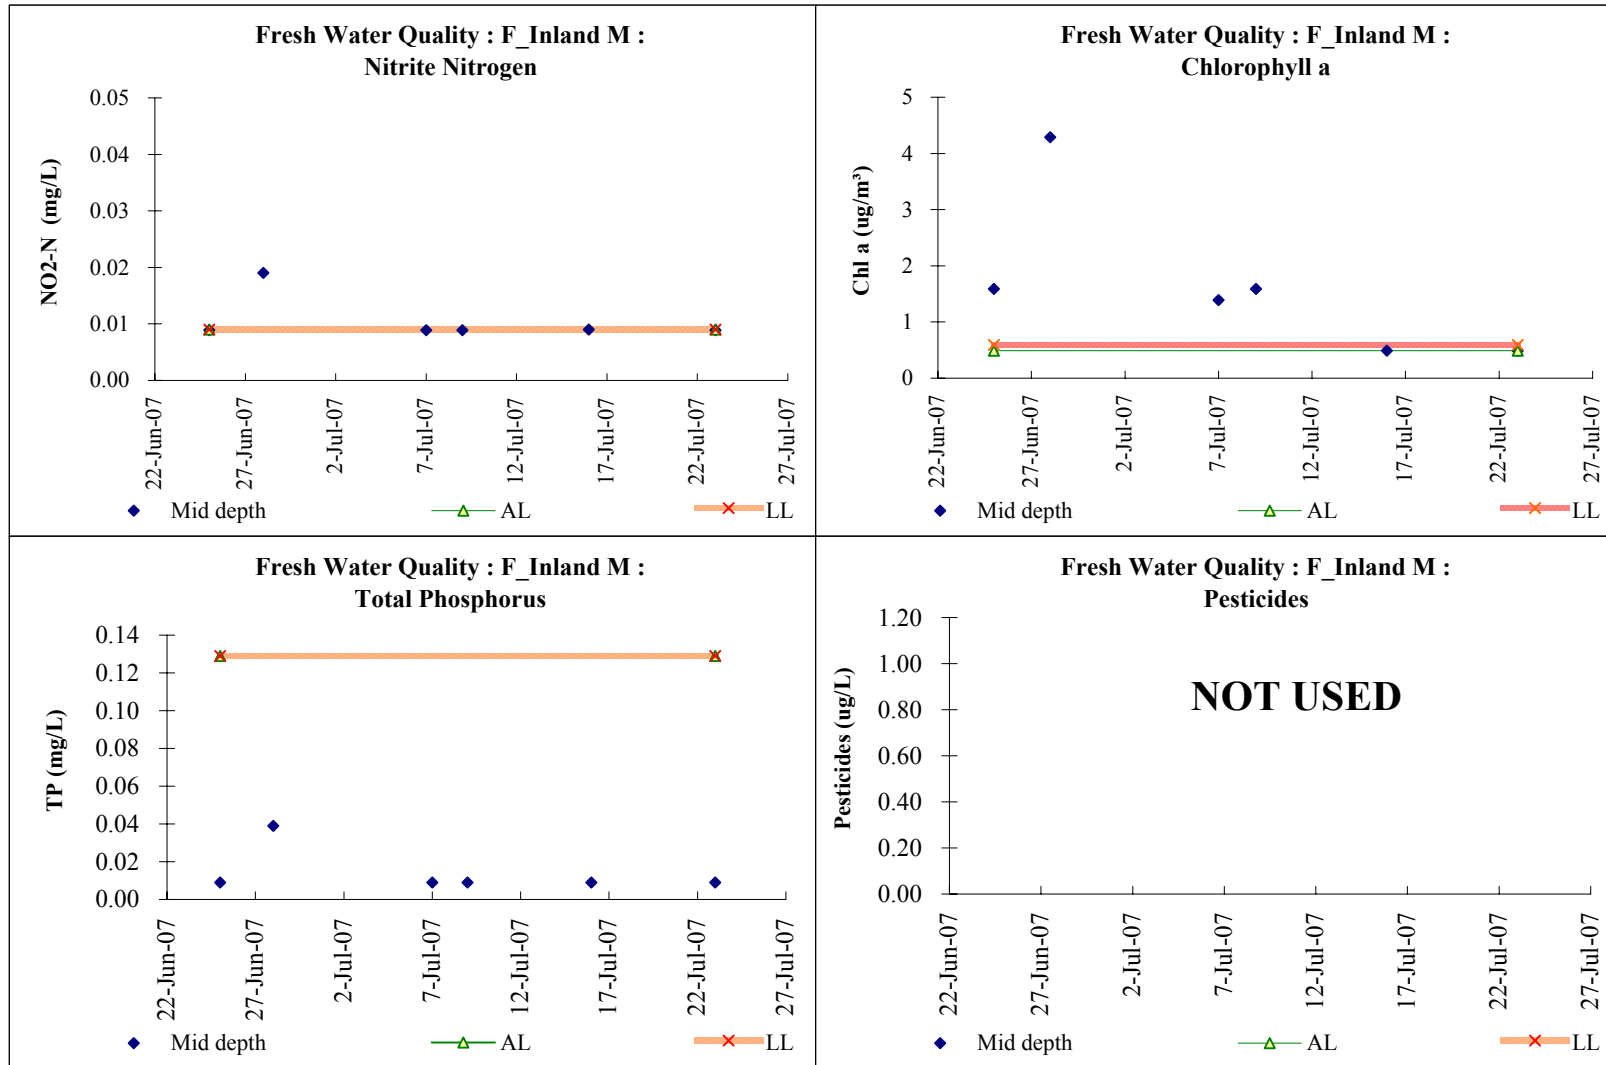 Fresh Water Quality : F_Inland M :
Nitrite Nitrogen
NO2-N (mg/L)
0.05
0.04
0.03
0.02
0.01
0.00
22-Jun-07
27-Jun-07
2-Jul-07
7-Jul-07
12-Jul-07
17-Jul-07
22-Jul-07
27-Jul-07
Mid depth AL LL
Fresh Water Quality : F_Inland M :
Chlorophyll a
Chl a (ug/m³)
5
4
3
2
1
0
22-Jun-07
27-Jun-07
2-Jul-07
7-Jul-07
12-Jul-07
17-Jul-07
22-Jul-07
27-Jul-07
Mid depth AL LL
Fresh Water Quality : F_Inland M :
Total Phosphorus
TP (mg/L)
0.14
0.12
0.10
0.08
0.06
0.04
0.02
0.00
22-Jun-07
27-Jun-07
2-Jul-07
7-Jul-07
12-Jul-07
17-Jul-07
22-Jul-07
27-Jul-07
Mid depth AL LL
Fresh Water Quality : F_Inland M :
Pesticides
Pesticides (ug/L)
1.20
1.00
0.80
0.60
0.40
0.20
0.00
NOT USED
22-Jun-07
27-Jun-07
2-Jul-07
7-Jul-07
12-Jul-07
17-Jul-07
22-Jul-07
27-Jul-07
Mid depth AL LL